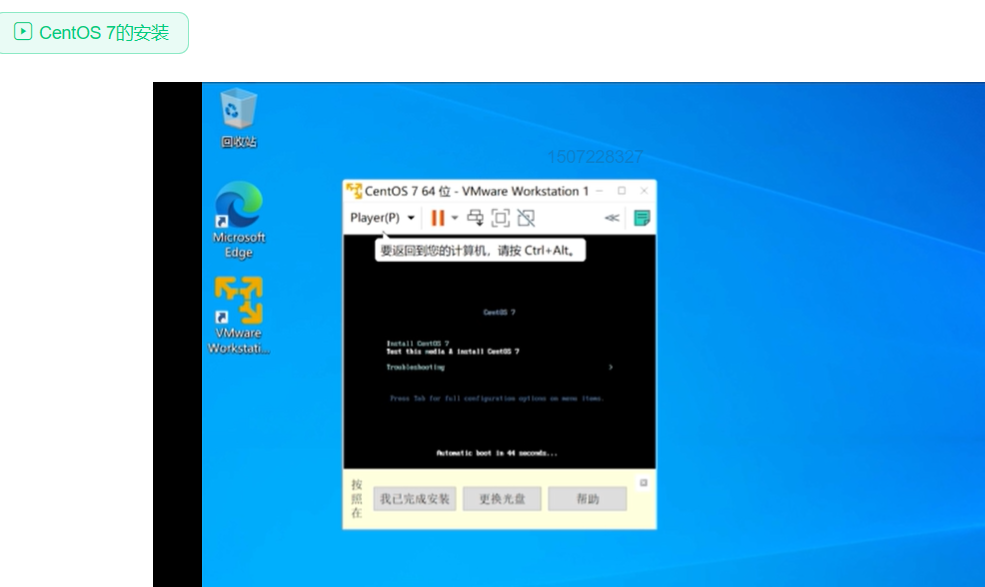 CentOS 7的安装
回收站
1507228327
CentOS 7 64 位 - VMware Workstation 1
Player(P)
Microsoft
Edge
要返回到您的计算机，请按 Ctrl+Alt。
VMware
Workstati...
CentOS 7
Install CentOS 7
Test this media & install CentOS 7
Troubleshooting
Press Tab for full configuration options on menu items.
Automatic boot in 44 seconds...
按
照
在
我已完成安装
更换光盘
帮助